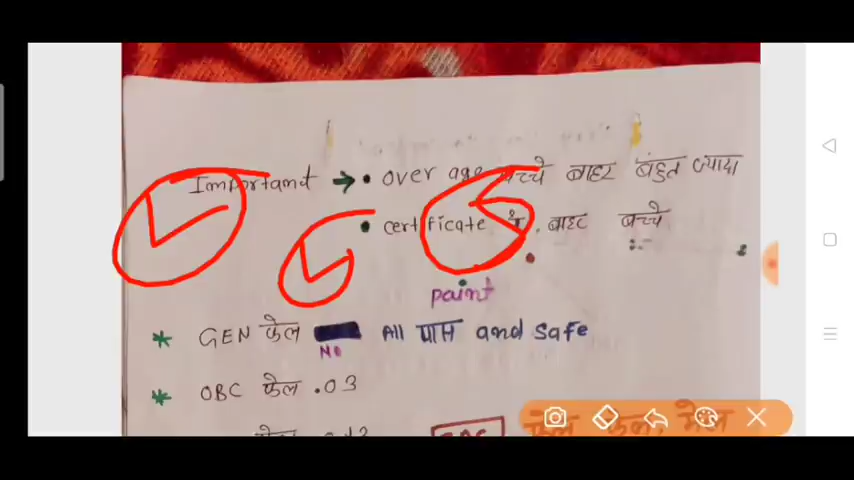 Important → • over age बच्चे बाहर बहुत ज्यादा
• certificate से बाहर बच्चे
paint
* GEN फेल All पास and safe
No
* OBC फेल .03
फेल